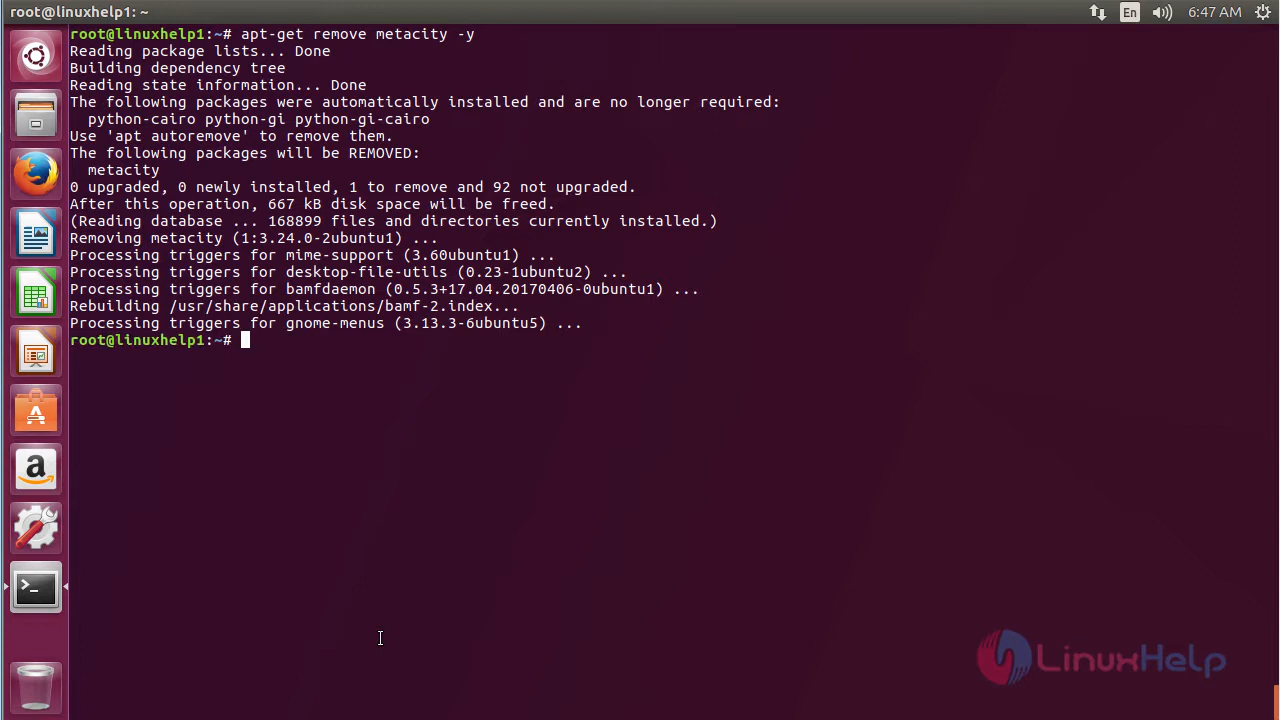 root@linuxhelp1: ~
En
6:47 AM
root@linuxhelp1:~# apt-get remove metacity -y
Reading package lists... Done
Building dependency tree
Reading state information... Done
The following packages were automatically installed and are no longer required:
  python-cairo python-gi python-gi-cairo
Use 'apt autoremove' to remove them.
The following packages will be REMOVED:
  metacity
0 upgraded, 0 newly installed, 1 to remove and 92 not upgraded.
After this operation, 667 kB disk space will be freed.
(Reading database ... 168899 files and directories currently installed.)
Removing metacity (1:3.24.0-2ubuntu1) ...
Processing triggers for mime-support (3.60ubuntu1) ...
Processing triggers for desktop-file-utils (0.23-1ubuntu2) ...
Processing triggers for bamfdaemon (0.5.3+17.04.20170406-0ubuntu1) ...
Rebuilding /usr/share/applications/bamf-2.index...
Processing triggers for gnome-menus (3.13.3-6ubuntu5) ...
root@linuxhelp1:~#
LinuxHelp